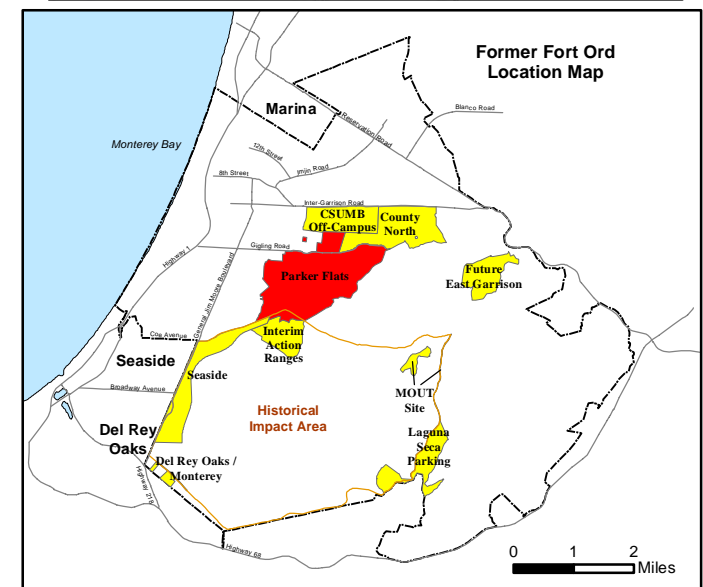 Former Fort Ord
Location Map
Marina
Blanco Road
Reservation Road
Monterey Bay
12th Street
Imjin Road
8th Street
Inter-Garrison Road
CSUMB
Off-Campus
County
North
Gigling Road
Highway 1
General Jim Moore Boulevard
Parker Flats
Future
East Garrison
Coe Avenue
Interim
Action
Ranges
Seaside
Seaside
Broadway Avenue
MOUT
Site
Historical
Impact Area
Del Rey
Oaks
Laguna
Seca
Parking
Del Rey Oaks /
Monterey
Highway 218
Highway 68
0 1 2
Miles